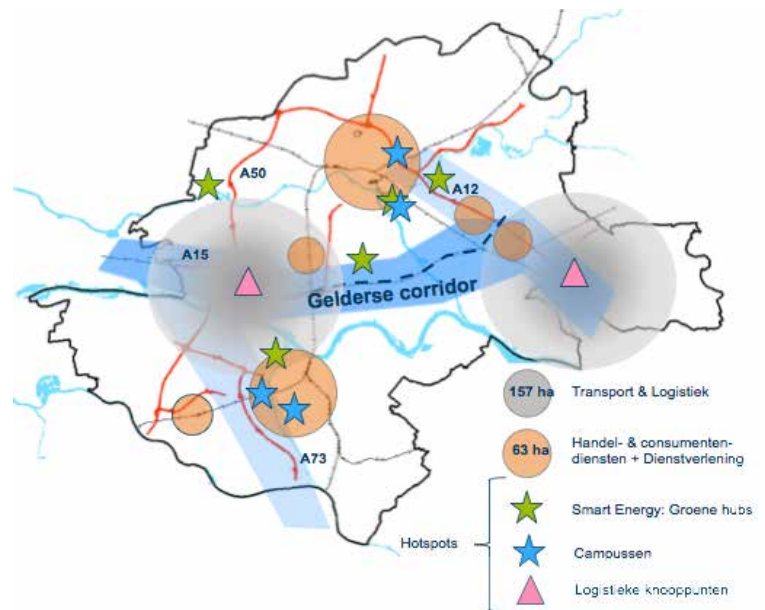 A50
A12
A15
Gelderse corridor
A73
157 ha
Transport & Logistiek
63 ha
Handel- & consumenten-
diensten + Dienstverlening
Hotspots
Smart Energy: Groene hubs
Camoussen
Logistieke knooppunten